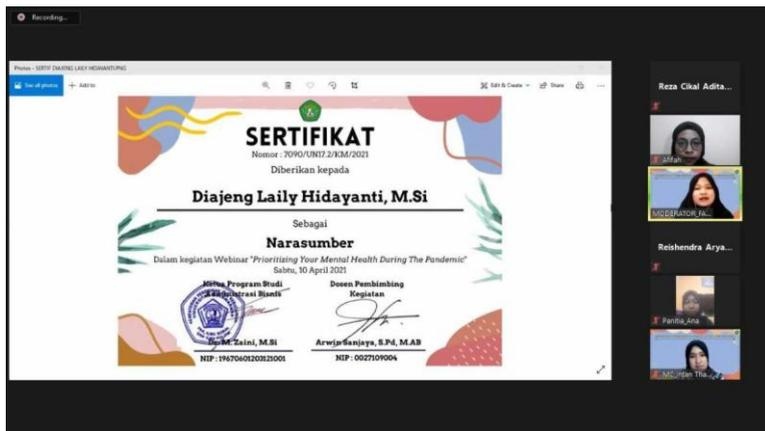 Recording...
Photos - SERTIF DIAJENG LAILY HIDAYANTI.PNG
See all photos + Add to
Edit & Create Share
SERTIFIKAT
Nomor : 7090/UN17.2/KM/2021
Diberikan kepada
Diajeng Laily Hidayanti, M.Si
Sebagai
Narasumber
Dalam kegiatan Webinar "Prioritizing Your Mental Health During The Pandemic"
Sabtu, 10 April 2021
Ketua Program Studi
Administrasi Bisnis
Dosen Pembimbing
Kegiatan
M. Zaini, M.Si
NIP : 19670601203121001
Arwin Sanjaya, S.Pd, M.AB
NIP : 0027109004
Reza Cikal Adita...
Afifah
MODERATOR_FA...
Reishendra Arya...
Panitia_Ana
MC_Intan Tha...